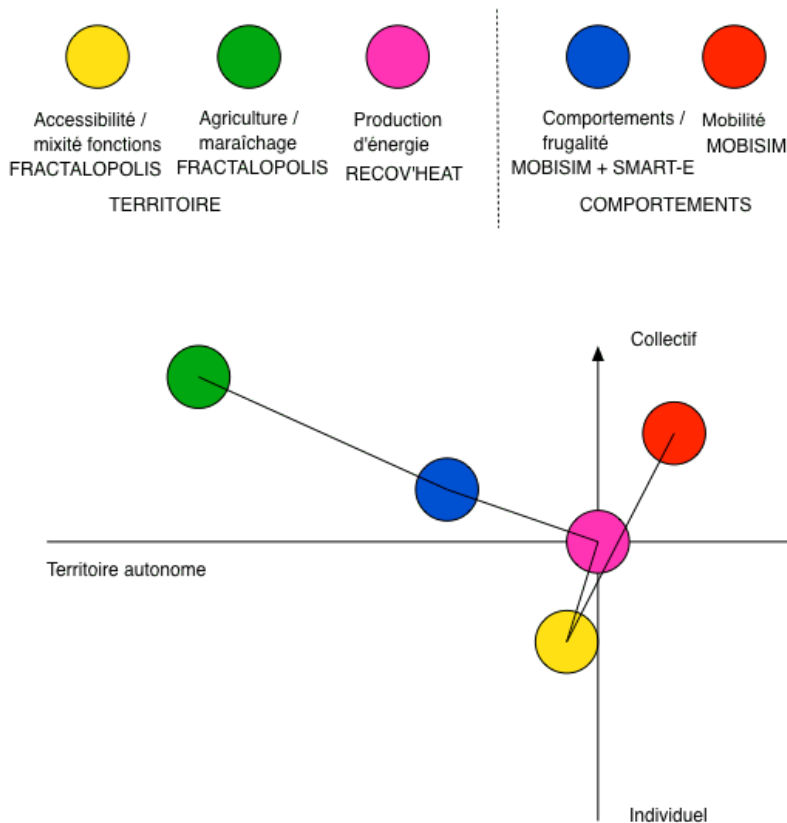 Accessibilité /
mixité fonctions
FRACTALOPOLIS
Agriculture /
maraîchage
FRACTALOPOLIS
Production
d'énergie
RECOV'HEAT
TERRITOIRE
Comportements /
frugalité
MOBISIM + SMART-E
Mobilité
MOBISIM
COMPORTEMENTS
Collectif
Territoire autonome
Individuel